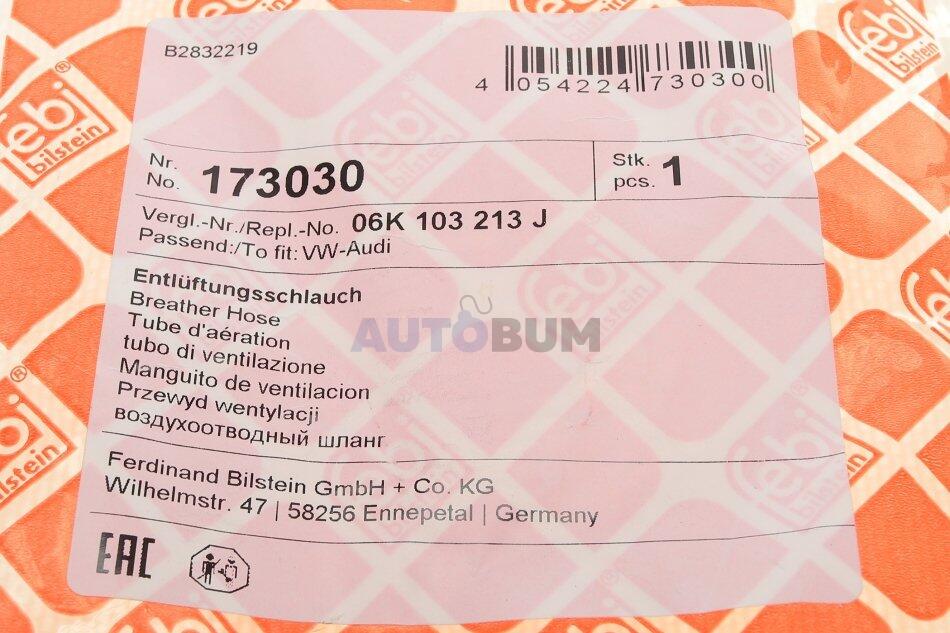 B2832219
4 054224 730300
Nr.
No. 173030
Stk.
pcs. 1
Vergl.-Nr./Repl.-No. 06K 103 213 J
Passend:/To fit: VW-Audi
Entlüftungsschlauch
Breather Hose
Tube d'aération
tubo di ventilazione
Manguito de ventilacion
Przewyd wentylacji
воздухоотводный шланг
AUTOBUM
Ferdinand Bilstein GmbH + Co. KG
Wilhelmstr. 47 | 58256 Ennepetal | Germany
EAC
febi
bilstein
®